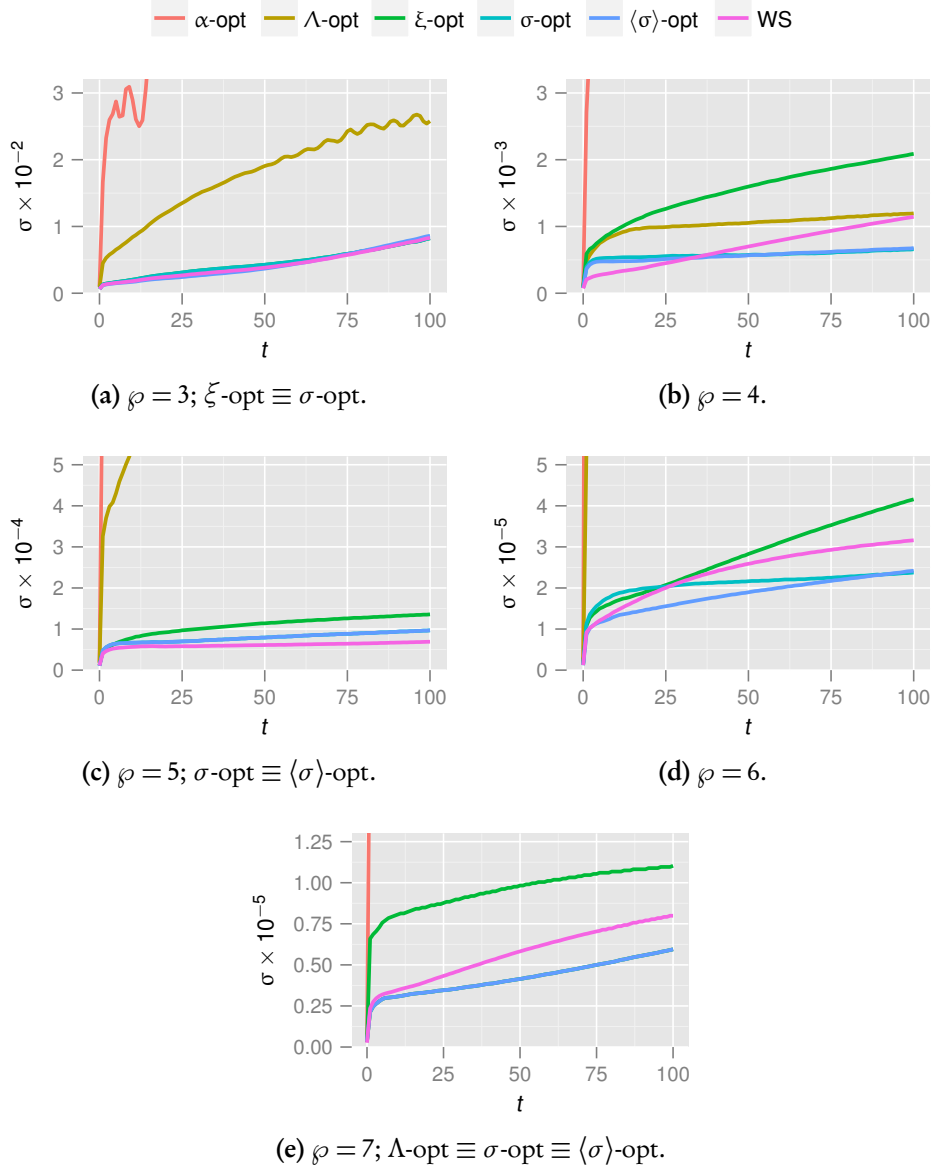 α-opt Λ-opt ξ-opt σ-opt ⟨σ⟩-opt WS
3
2
1
0
σ × 10⁻²
0 25 50 75 100
t
(a) ℘ = 3; ξ-opt ≡ σ-opt.
3
2
1
0
σ × 10⁻³
0 25 50 75 100
t
(b) ℘ = 4.
5
4
3
2
1
0
σ × 10⁻⁴
0 25 50 75 100
t
(c) ℘ = 5; σ-opt ≡ ⟨σ⟩-opt.
5
4
3
2
1
0
σ × 10⁻⁵
0 25 50 75 100
t
(d) ℘ = 6.
1.25
1.00
0.75
0.50
0.25
0.00
σ × 10⁻⁵
0 25 50 75 100
t
(e) ℘ = 7; Λ-opt ≡ σ-opt ≡ ⟨σ⟩-opt.